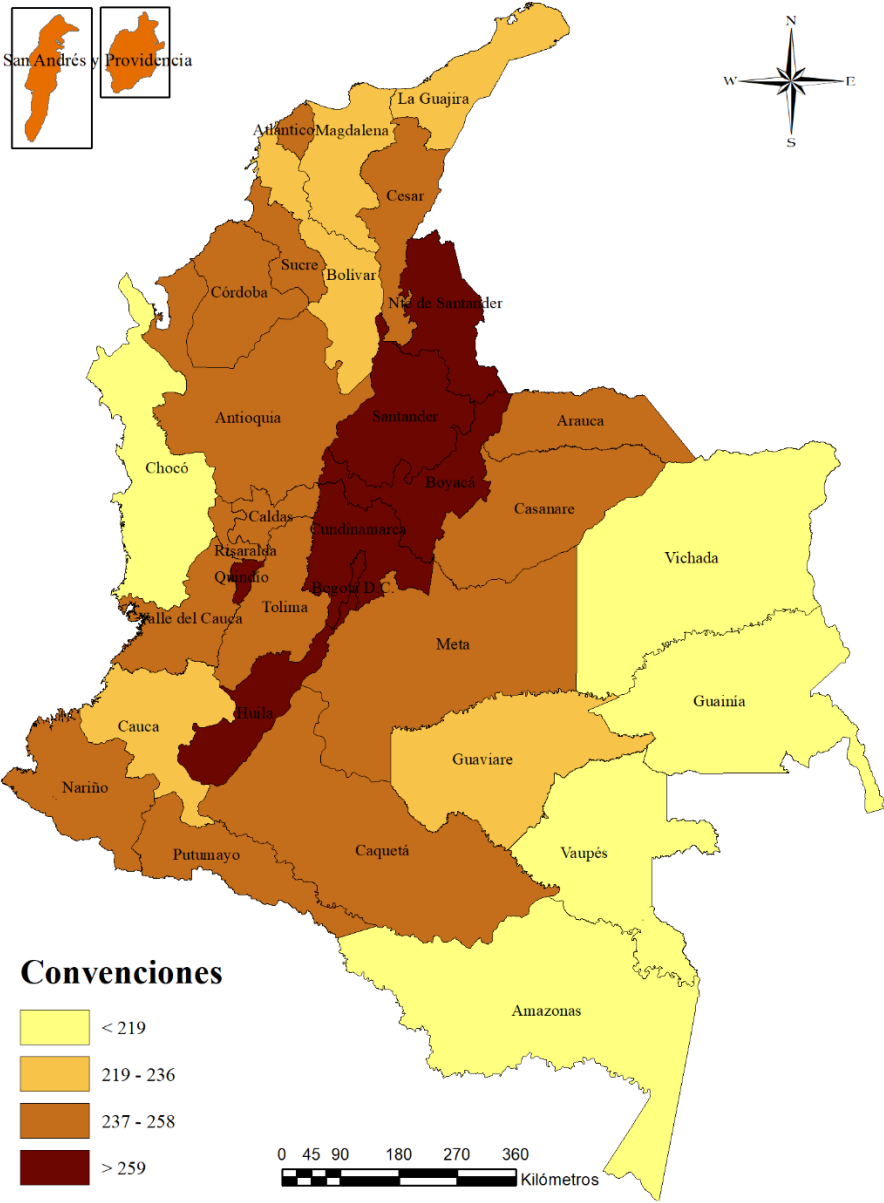 San Andrés y Providencia
N
W
E
S
La Guajira
Atlántico
Magdalena
Cesar
Sucre
Bolívar
Córdoba
Nte de Santander
Antioquia
Santander
Arauca
Chocó
Boyacá
Caldas
Cundinamarca
Casanare
Risaralda
Vichada
Quindío
Bogotá D.C.
Tolima
Valle del Cauca
Meta
Guainía
Huila
Cauca
Guaviare
Nariño
Caquetá
Putumayo
Vaupés
Amazonas
Convenciones
< 219
219 - 236
237 - 258
> 259
0 45 90 180 270 360
Kilómetros